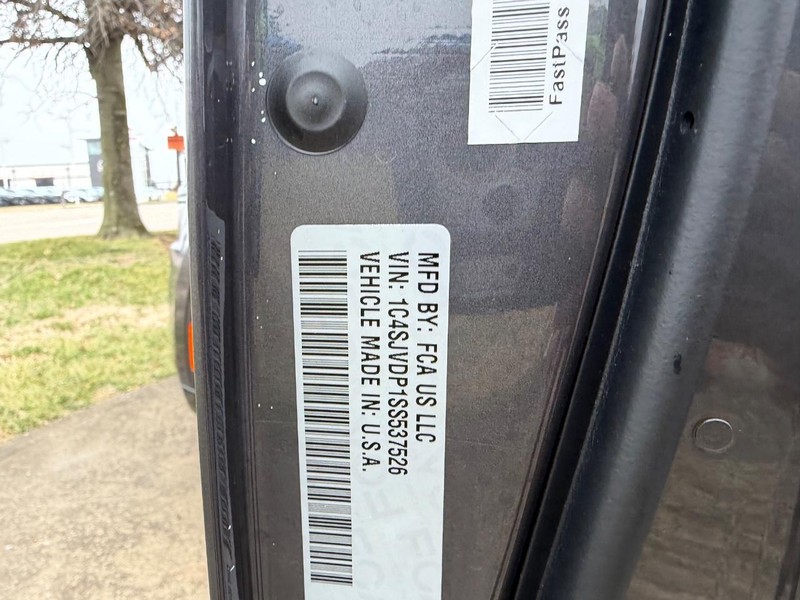 FastPass
MFD BY: FCA US LLC
VIN: 1C4SJVDP1SS537526
VEHICLE MADE IN: U.S.A.